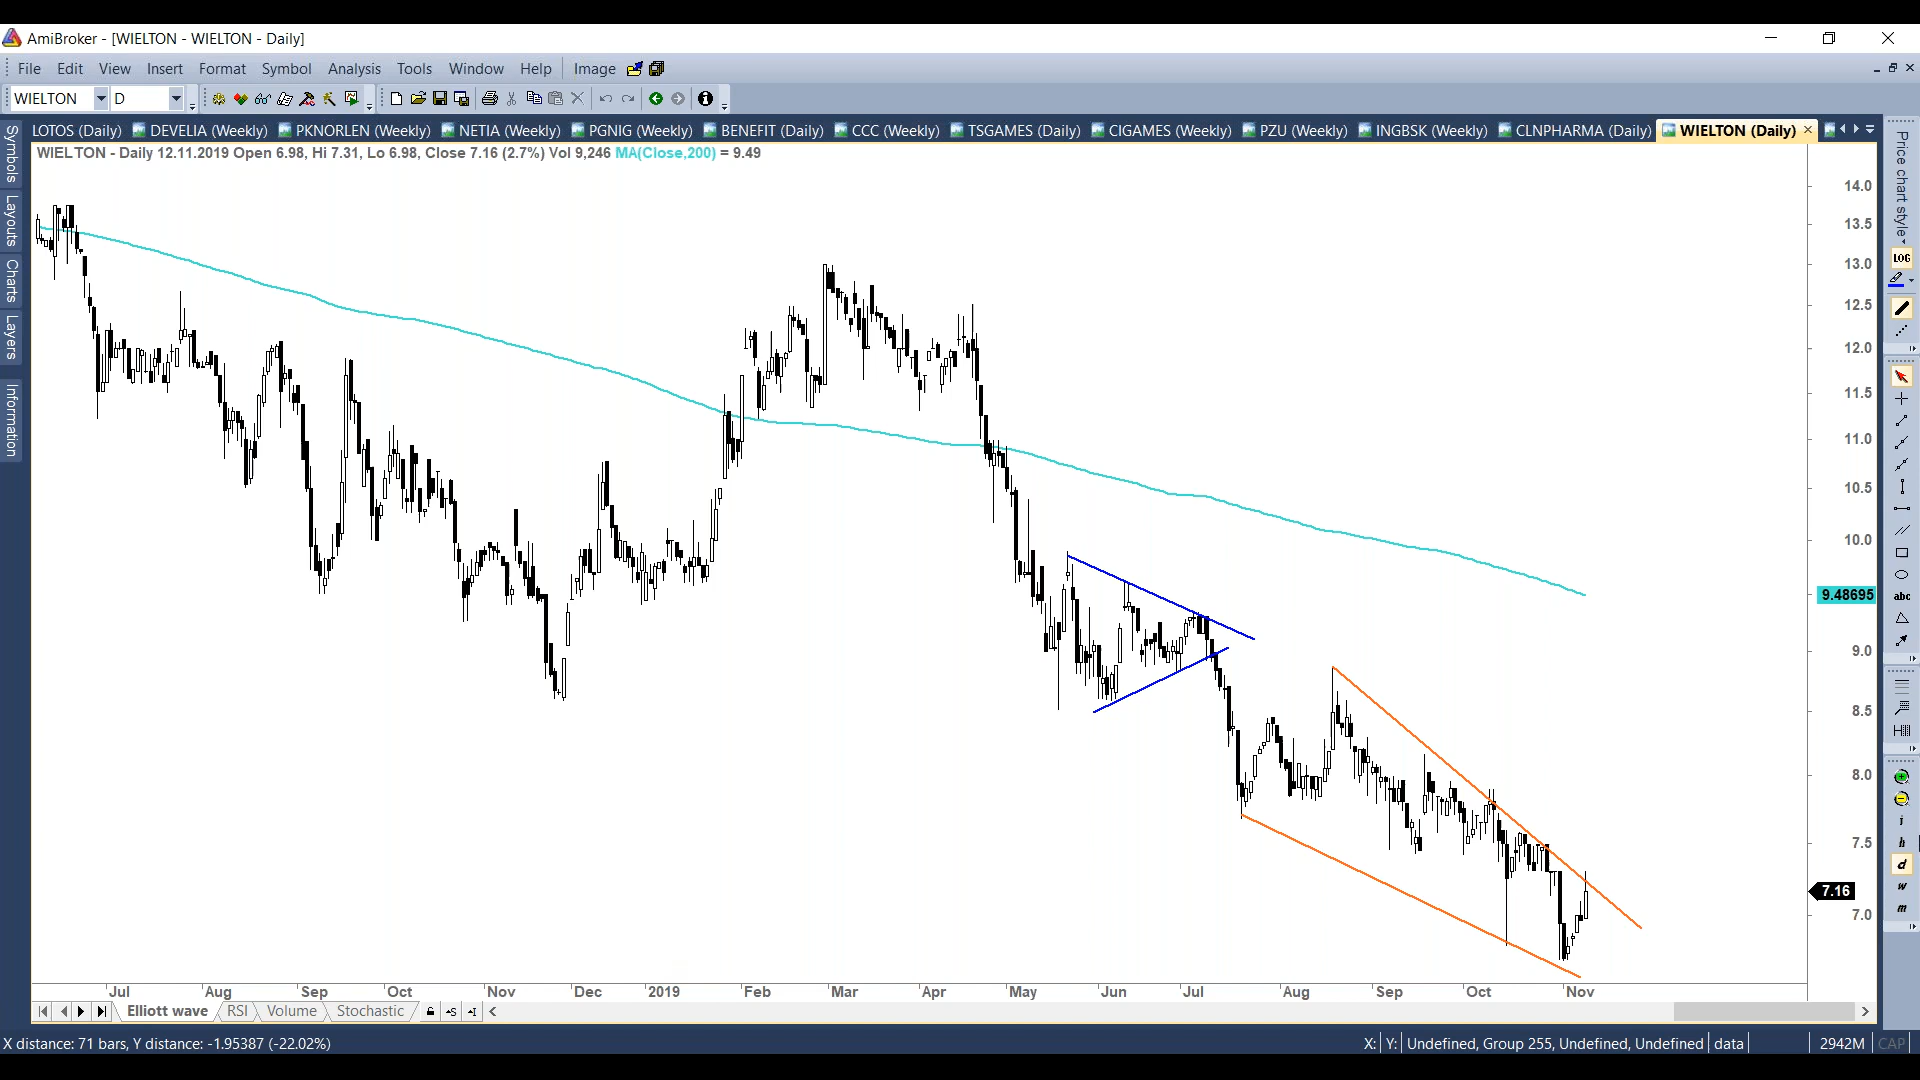 AmiBroker - [WIELTON - WIELTON - Daily]
File Edit View Insert Format Symbol Analysis Tools Window Help Image
WIELTON D
LOTOS (Daily) DEVELIA (Weekly) PKNORLEN (Weekly) NETIA (Weekly) PGNIG (Weekly) BENEFIT (Daily) CCC (Weekly) TSGAMES (Daily) CIGAMES (Weekly) PZU (Weekly) INGBSK (Weekly) CLNPHARMA (Daily) WIELTON (Daily)
WIELTON - Daily 12.11.2019 Open 6.98, Hi 7.31, Lo 6.98, Close 7.16 (2.7%) Vol 9,246 MA(Close,200) = 9.49
Symbols
Layouts
Charts
Layers
Information
14.0
13.5
13.0
12.5
12.0
11.5
11.0
10.5
10.0
9.48695
9.0
8.5
8.0
7.5
7.16
7.0
Price chart style
LOG
abc
i
h
d
w
m
Jul Aug Sep Oct Nov Dec 2019 Feb Mar Apr May Jun Jul Aug Sep Oct Nov
Elliott wave RSI Volume Stochastic
X distance: 71 bars, Y distance: -1.95387 (-22.02%) X: Y: Undefined, Group 255, Undefined, Undefined data 2942M CAP